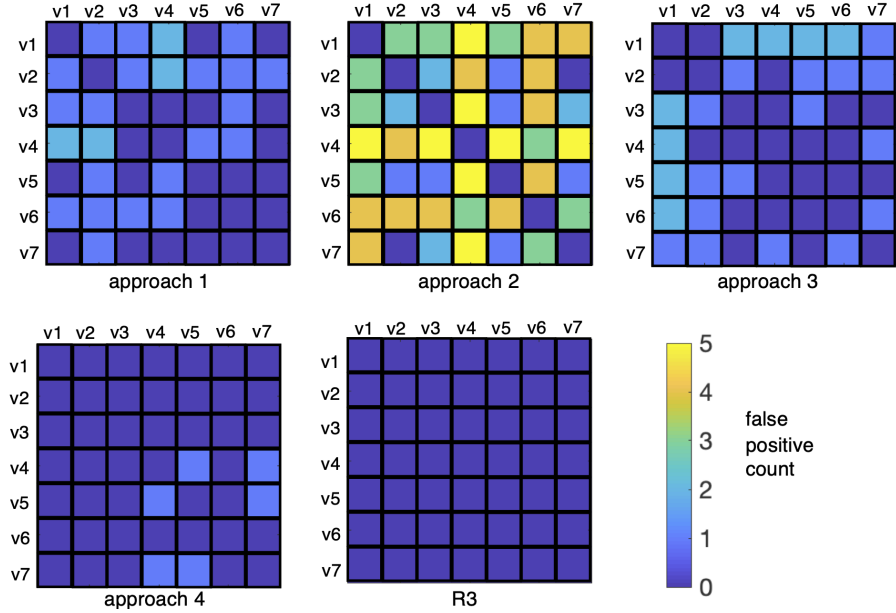 v1 v2 v3 v4 v5 v6 v7
v1
v2
v3
v4
v5
v6
v7
approach 1
v1 v2 v3 v4 v5 v6 v7
v1
v2
v3
v4
v5
v6
v7
approach 2
v1 v2 v3 v4 v5 v6 v7
v1
v2
v3
v4
v5
v6
v7
approach 3
v1 v2 v3 v4 v5 v6 v7
v1
v2
v3
v4
v5
v6
v7
approach 4
v1 v2 v3 v4 v5 v6 v7
v1
v2
v3
v4
v5
v6
v7
R3
5
4
3
2
1
0
false
positive
count